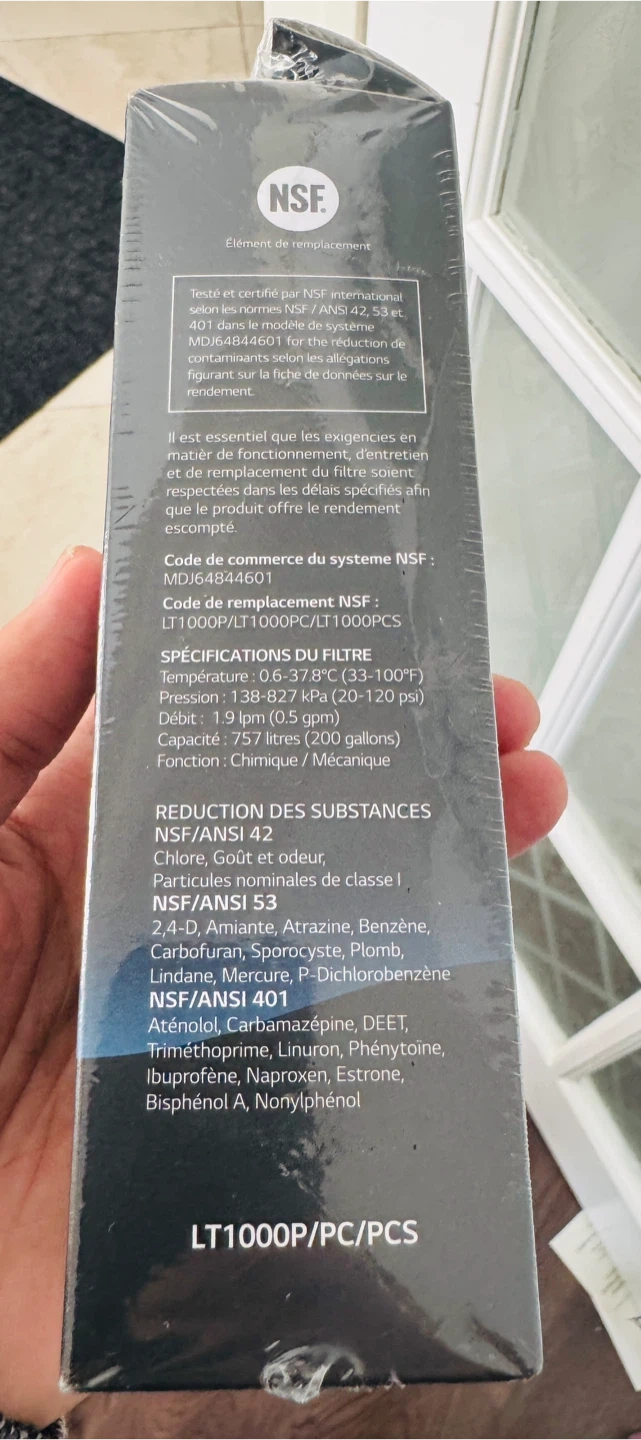 NSF®
Élément de remplacement
Testé et certifié par NSF international
selon les normes NSF / ANSI 42, 53 et
401 dans le modèle de système
MDJ64844601 for the réduction de
contaminants selon les allégations
figurant sur la fiche de données sur le
rendement.
Il est essentiel que les exigencies en
matièr de fonctionnement, d'entretien
et de remplacement du filtre soient
respectées dans les délais spécifiés afin
que le produit offre le rendement
escompté.
Code de commerce du systeme NSF :
MDJ64844601
Code de remplacement NSF :
LT1000P/LT1000PC/LT1000PCS
SPÉCIFICATIONS DU FILTRE
Température : 0.6-37.8°C (33-100°F)
Pression : 138-827 kPa (20-120 psi)
Débit : 1.9 lpm (0.5 gpm)
Capacité : 757 litres (200 gallons)
Fonction : Chimique / Mécanique
REDUCTION DES SUBSTANCES
NSF/ANSI 42
Chlore, Goût et odeur,
Particules nominales de classe I
NSF/ANSI 53
2,4-D, Amiante, Atrazine, Benzène,
Carbofuran, Sporocyste, Plomb,
Lindane, Mercure, P-Dichlorobenzène
NSF/ANSI 401
Aténolol, Carbamazépine, DEET,
Triméthoprime, Linuron, Phénytoïne,
Ibuprofène, Naproxen, Estrone,
Bisphénol A, Nonylphénol
LT1000P/PC/PCS